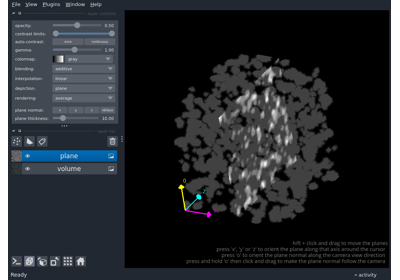 File View Plugins Window Help
layer controls
opacity: 0.50
contrast limits:
auto-contrast: once continuous
gamma: 1.00
colormap: gray
blending: additive
interpolation: linear
depiction: plane
rendering: average
plane normal: x y z oblique
plane thickness: 10.00
plane
volume
0
shift + click and drag to move the planes
press 'x', 'y' or 'z' to orient the plane along that axis around the cursor
press 'o' to orient the plane normal along the camera view direction
press and hold 'o' then click and drag to make the plane normal follow the camera
Ready
activity